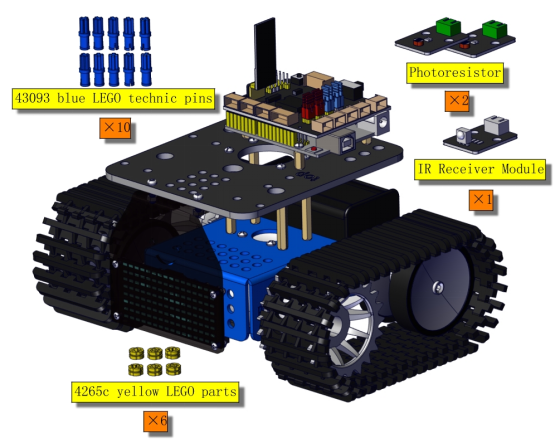 43093 blue LEGO technic pins
×10
Photoresistor
×2
IR Receiver Module
×1
4265c yellow LEGO parts
×6